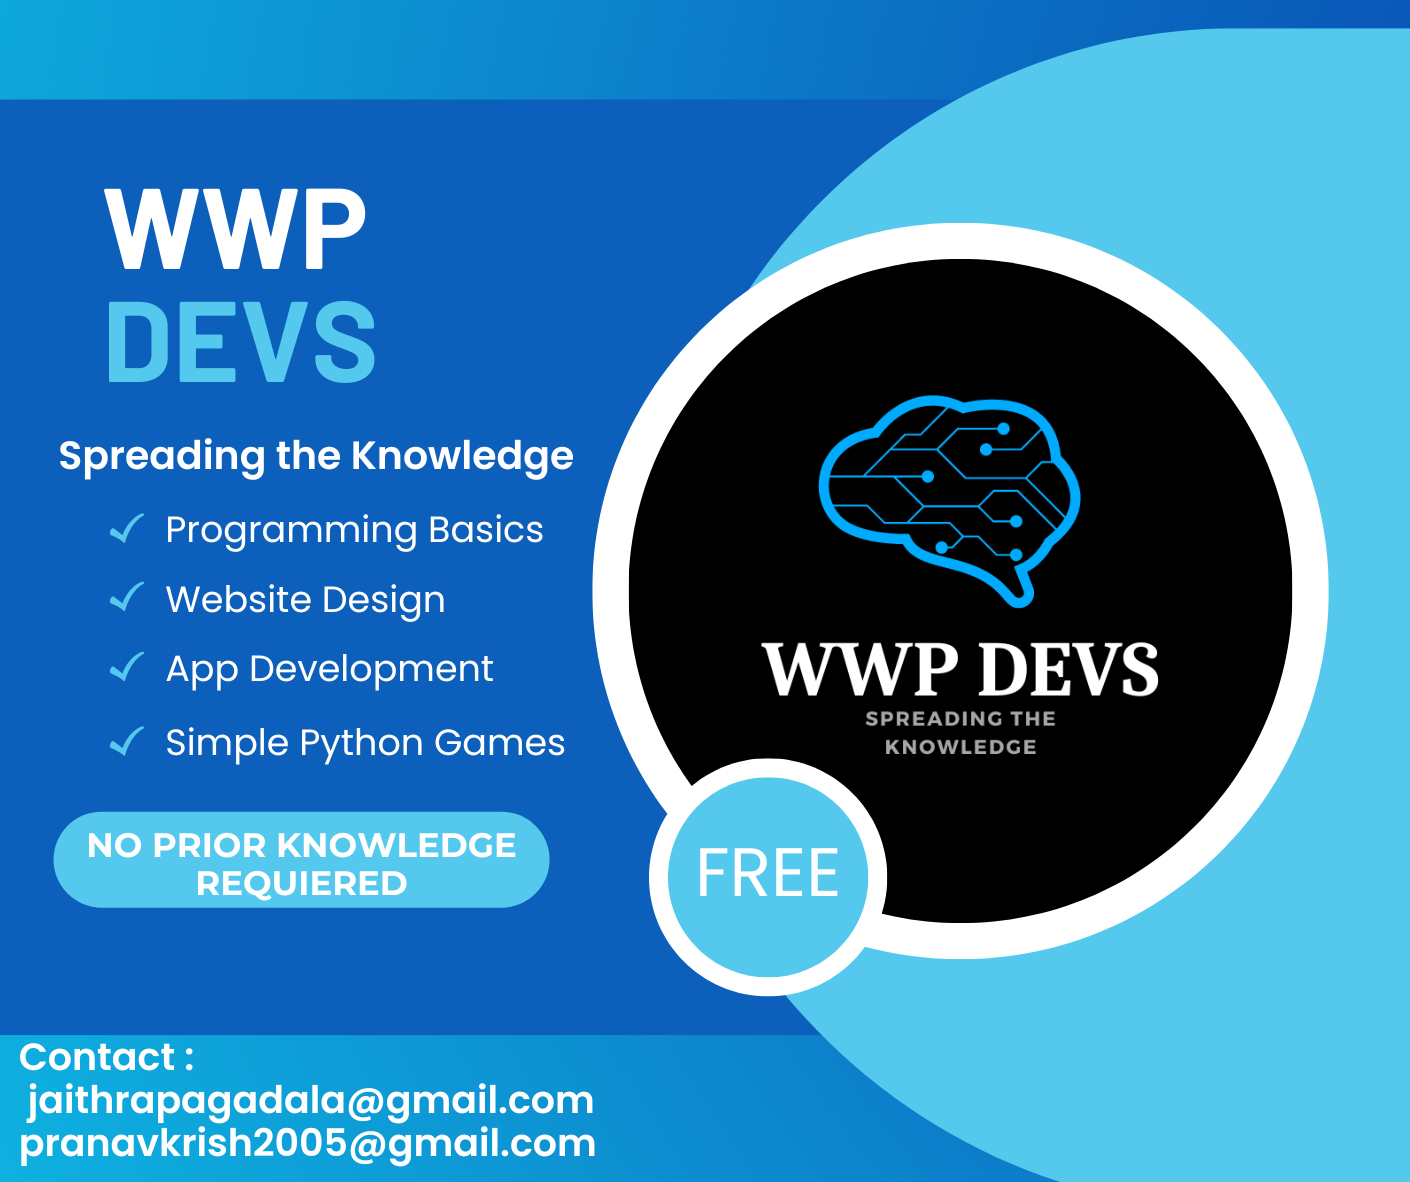 WWP
DEVS
Spreading the Knowledge
Programming Basics
Website Design
App Development
Simple Python Games
NO PRIOR KNOWLEDGE
REQUIERED
WWP DEVS
SPREADING THE
KNOWLEDGE
FREE
Contact :
jaithrapagadala@gmail.com
pranavkrish2005@gmail.com